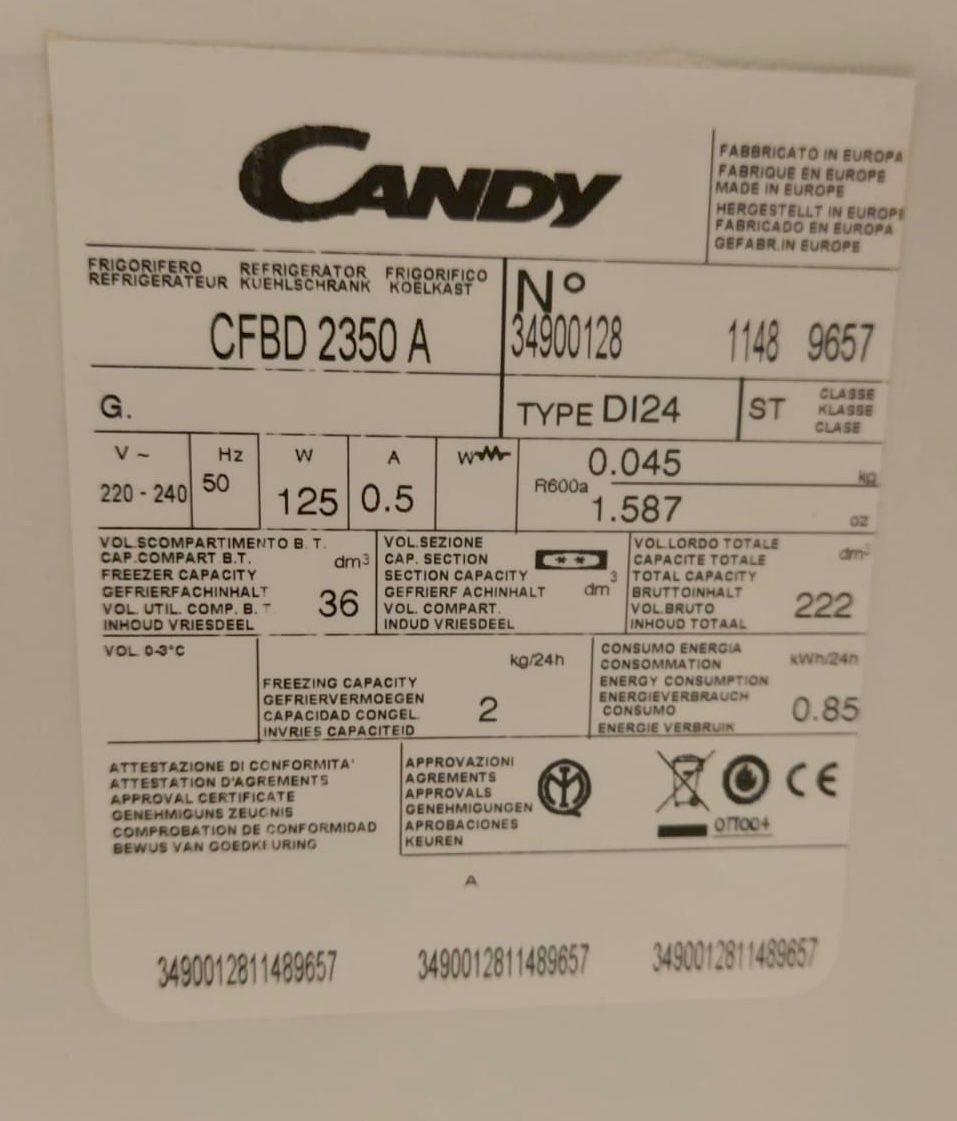 CANDY
FABBRICATO IN EUROPA
FABRIQUE EN EUROPE
MADE IN EUROPE
HERGESTELLT IN EUROPE
FABRICADO EN EUROPA
GEFABR.IN EUROPE
FRIGORIFERO REFRIGERATOR FRIGORIFICO
REFRIGERATEUR KUEHLSCHRANK KOELKAST
CFBD 2350 A
N°
34900128 1148 9657
G.
TYPE DI24
ST
CLASSE
KLASSE
CLASE
V ~
220 - 240
Hz
50
W
125
A
0.5
W
R600a
0.045 kg
1.587 oz
VOL.SCOMPARTIMENTO B. T.
CAP.COMPART B.T. dm³
FREEZER CAPACITY
GEFRIERFACHINHALT
VOL. UTIL. COMP. B. T. 36
INHOUD VRIESDEEL
VOL.SEZIONE
CAP. SECTION
SECTION CAPACITY
GEFRIERF ACHINHALT dm³
VOL. COMPART.
INDUD VRIESDEEL
VOL.LORDO TOTALE
CAPACITE TOTALE dm³
TOTAL CAPACITY
BRUTTOINHALT
VOL.BRUTO 222
INHOUD TOTAAL
VOL. 0-3°C
kg/24h
FREEZING CAPACITY
GEFRIERVERMOEGEN
CAPACIDAD CONGEL. 2
INVRIES CAPACITEID
CONSUMO ENERGIA
CONSOMMATION kWh/24h
ENERGY CONSUMPTION
ENERGIEVERBRAUCH
CONSUMO 0.85
ENERGIE VERBRUIK
ATTESTAZIONE DI CONFORMITA'
ATTESTATION D'AGREMENTS
APPROVAL CERTIFICATE
GENEHMIGUNS ZEUGNIS
COMPROBATION DE CONFORMIDAD
BEWUS VAN GOEDKEURING
APPROVAZIONI
AGREMENTS
APPROVALS
GENEHMIGUNGEN
APROBACIONES
KEUREN
CE
A
3490012811489657 3490012811489657 3490012811489657